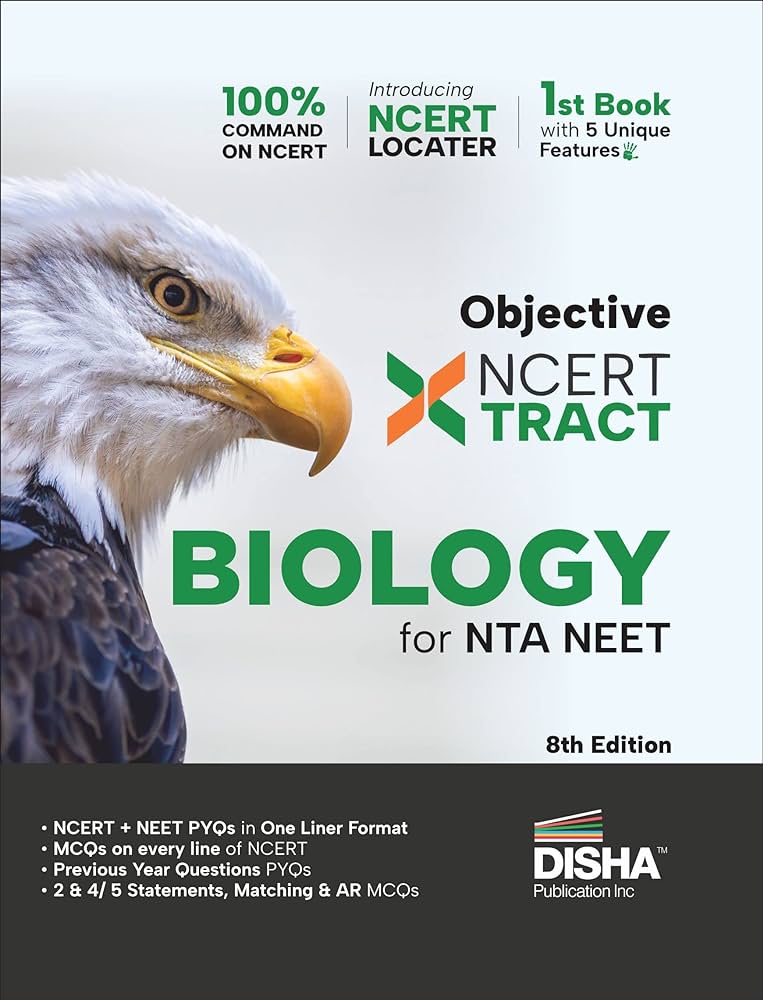 100%
COMMAND
ON NCERT
Introducing
NCERT
LOCATER
1st Book
with 5 Unique
Features
Objective
NCERT
TRACT
BIOLOGY
for NTA NEET
8th Edition
• NCERT + NEET PYQs in One Liner Format
• MCQs on every line of NCERT
• Previous Year Questions PYQs
• 2 & 4/ 5 Statements, Matching & AR MCQs
DISHA™
Publication Inc